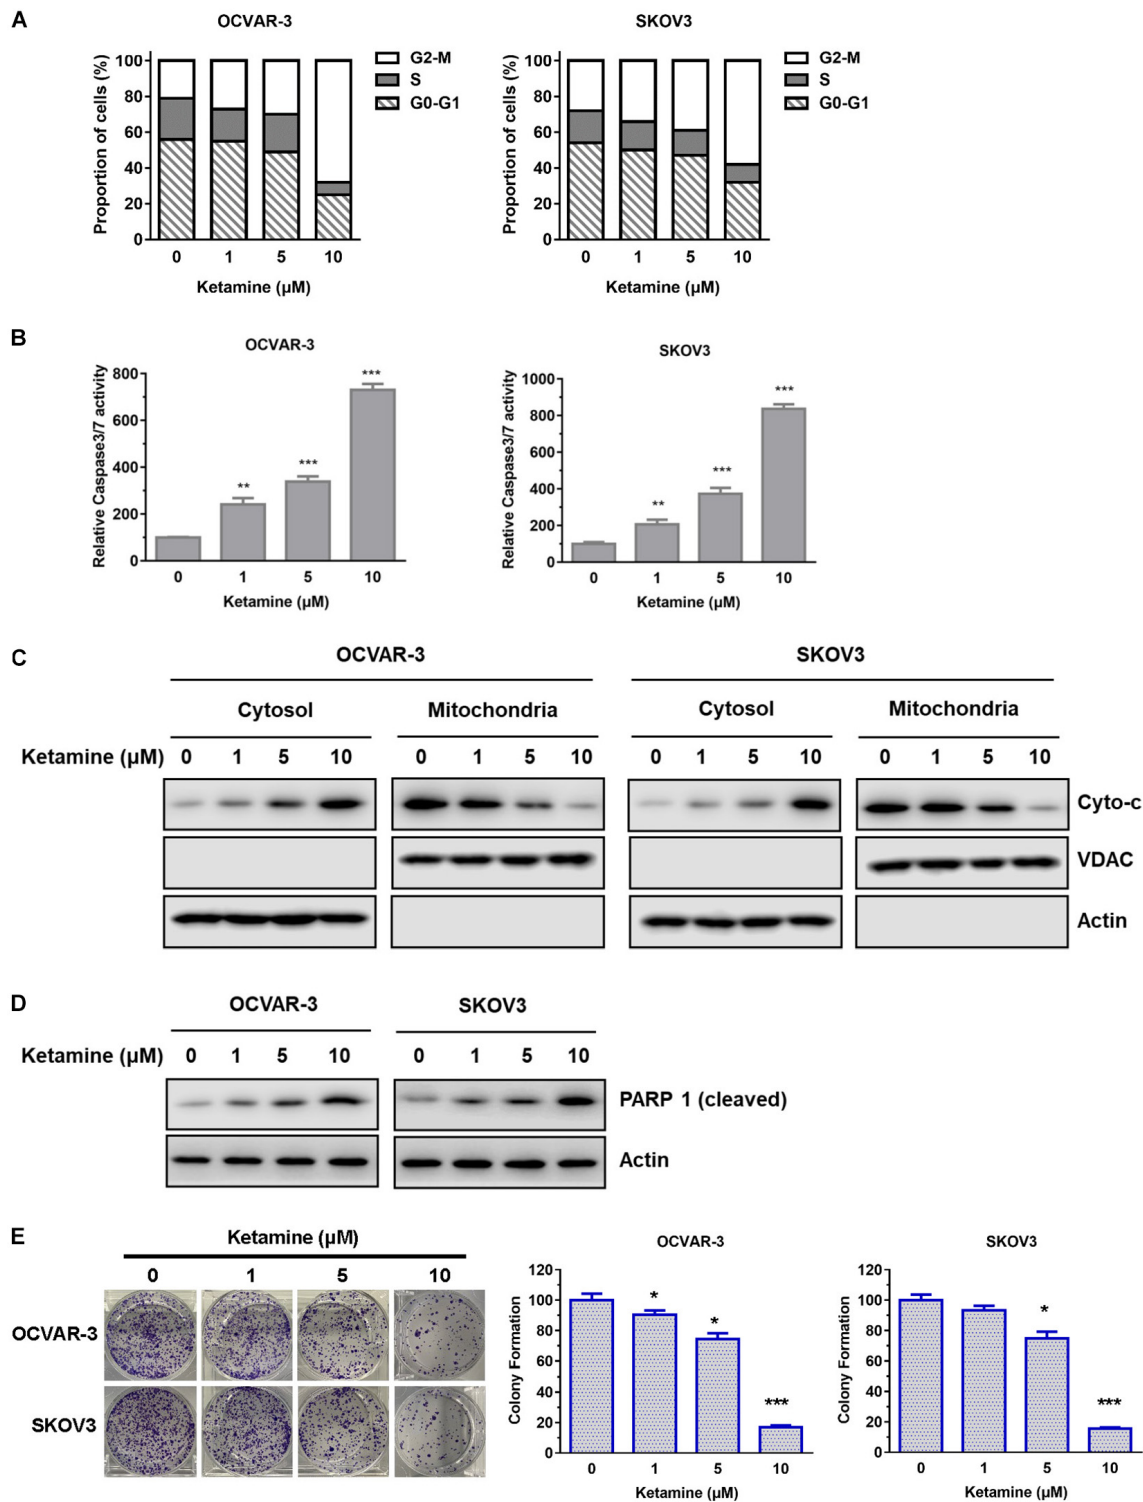 A
OCVAR-3
SKOV3
Proportion of cells (%)
100
80
60
40
20
0
0 1 5 10
Ketamine (µM)
G2-M
S
G0-G1
Proportion of cells (%)
100
80
60
40
20
0
0 1 5 10
Ketamine (µM)
G2-M
S
G0-G1
B
OCVAR-3
Relative Caspase3/7 activity
800
600
400
200
0
** *** ***
0 1 5 10
Ketamine (µM)
SKOV3
Relative Caspase3/7 activity
1000
800
600
400
200
0
** *** ***
0 1 5 10
Ketamine (µM)
C
OCVAR-3 SKOV3
Cytosol Mitochondria Cytosol Mitochondria
Ketamine (µM) 0 1 5 10 0 1 5 10 0 1 5 10 0 1 5 10
Cyto-c
VDAC
Actin
D
OCVAR-3 SKOV3
Ketamine (µM) 0 1 5 10 0 1 5 10
PARP 1 (cleaved)
Actin
E
Ketamine (µM)
0 1 5 10
OCVAR-3
SKOV3
OCVAR-3
Colony Formation
120
100
80
60
40
20
0
* * ***
0 1 5 10
Ketamine (µM)
SKOV3
Colony Formation
120
100
80
60
40
20
0
* ***
0 1 5 10
Ketamine (µM)